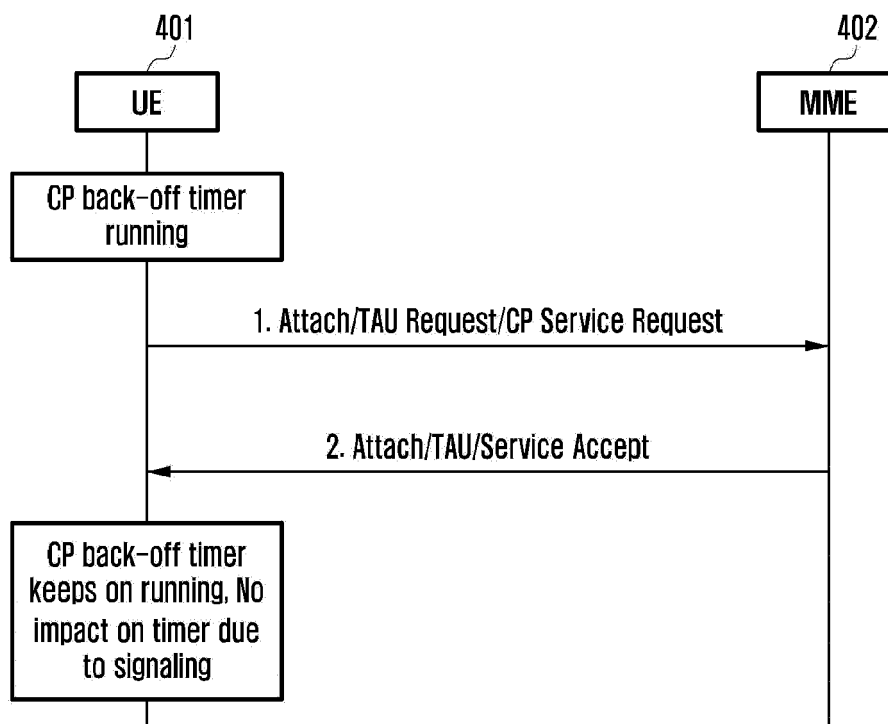 401
402
UE
MME
CP back-off timer
running
1. Attach/TAU Request/CP Service Request
2. Attach/TAU/Service Accept
CP back-off timer
keeps on running, No
impact on timer due
to signaling